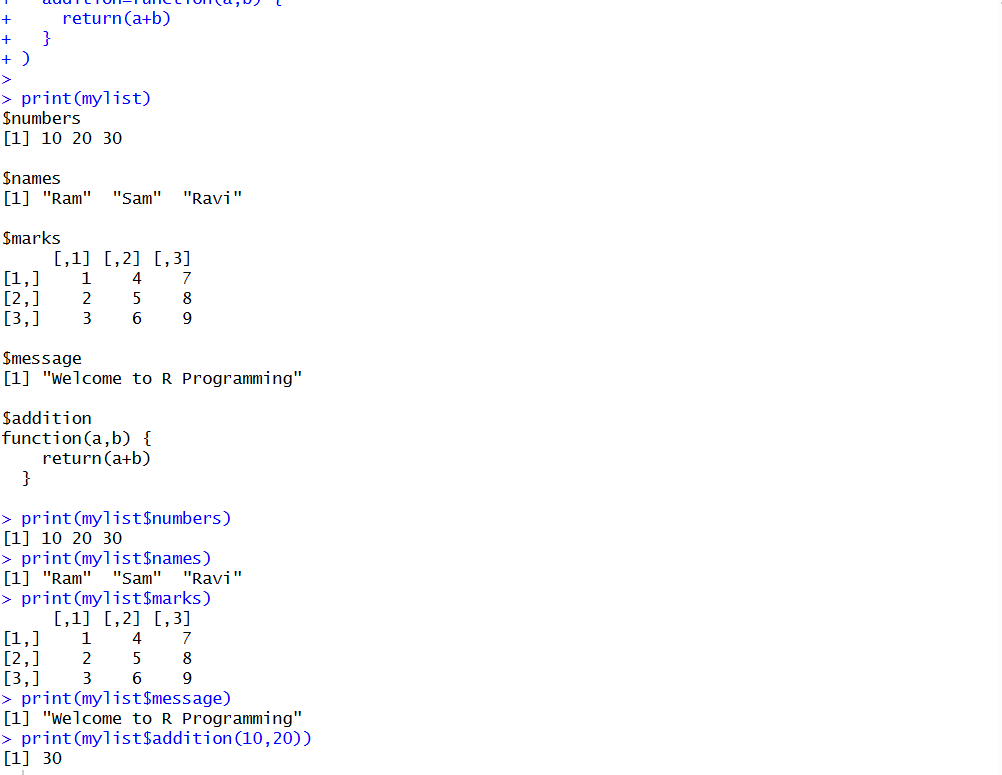 +   addition=function(a,b) {
+     return(a+b)
+   }
+ )
>
> print(mylist)
$numbers
[1] 10 20 30

$names
[1] "Ram"  "Sam"  "Ravi"

$marks
     [,1] [,2] [,3]
[1,]    1    4    7
[2,]    2    5    8
[3,]    3    6    9

$message
[1] "Welcome to R Programming"

$addition
function(a,b) {
    return(a+b)
  }

> print(mylist$numbers)
[1] 10 20 30
> print(mylist$names)
[1] "Ram"  "Sam"  "Ravi"
> print(mylist$marks)
     [,1] [,2] [,3]
[1,]    1    4    7
[2,]    2    5    8
[3,]    3    6    9
> print(mylist$message)
[1] "Welcome to R Programming"
> print(mylist$addition(10,20))
[1] 30